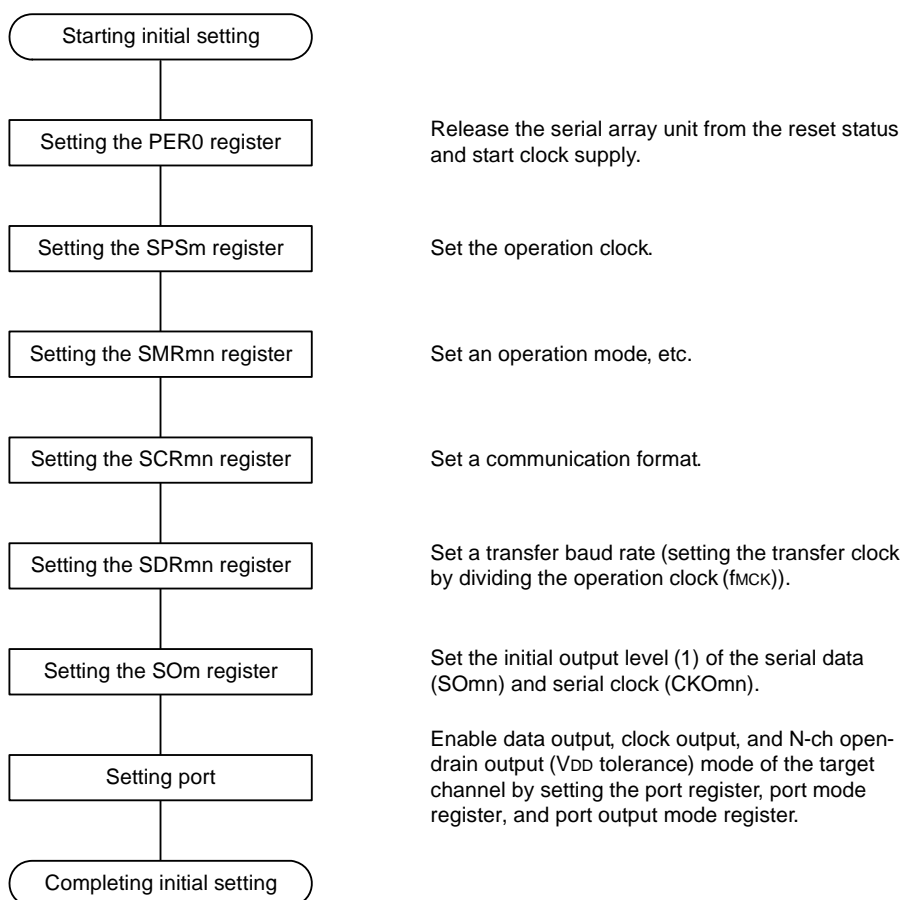 Starting initial setting
Setting the PER0 register
Release the serial array unit from the reset status
and start clock supply.
Setting the SPSm register
Set the operation clock.
Setting the SMRmn register
Set an operation mode, etc.
Setting the SCRmn register
Set a communication format.
Setting the SDRmn register
Set a transfer baud rate (setting the transfer clock
by dividing the operation clock (fMCK)).
Setting the SOm register
Set the initial output level (1) of the serial data
(SOmn) and serial clock (CKOmn).
Setting port
Enable data output, clock output, and N-ch open-
drain output (VDD tolerance) mode of the target
channel by setting the port register, port mode
register, and port output mode register.
Completing initial setting